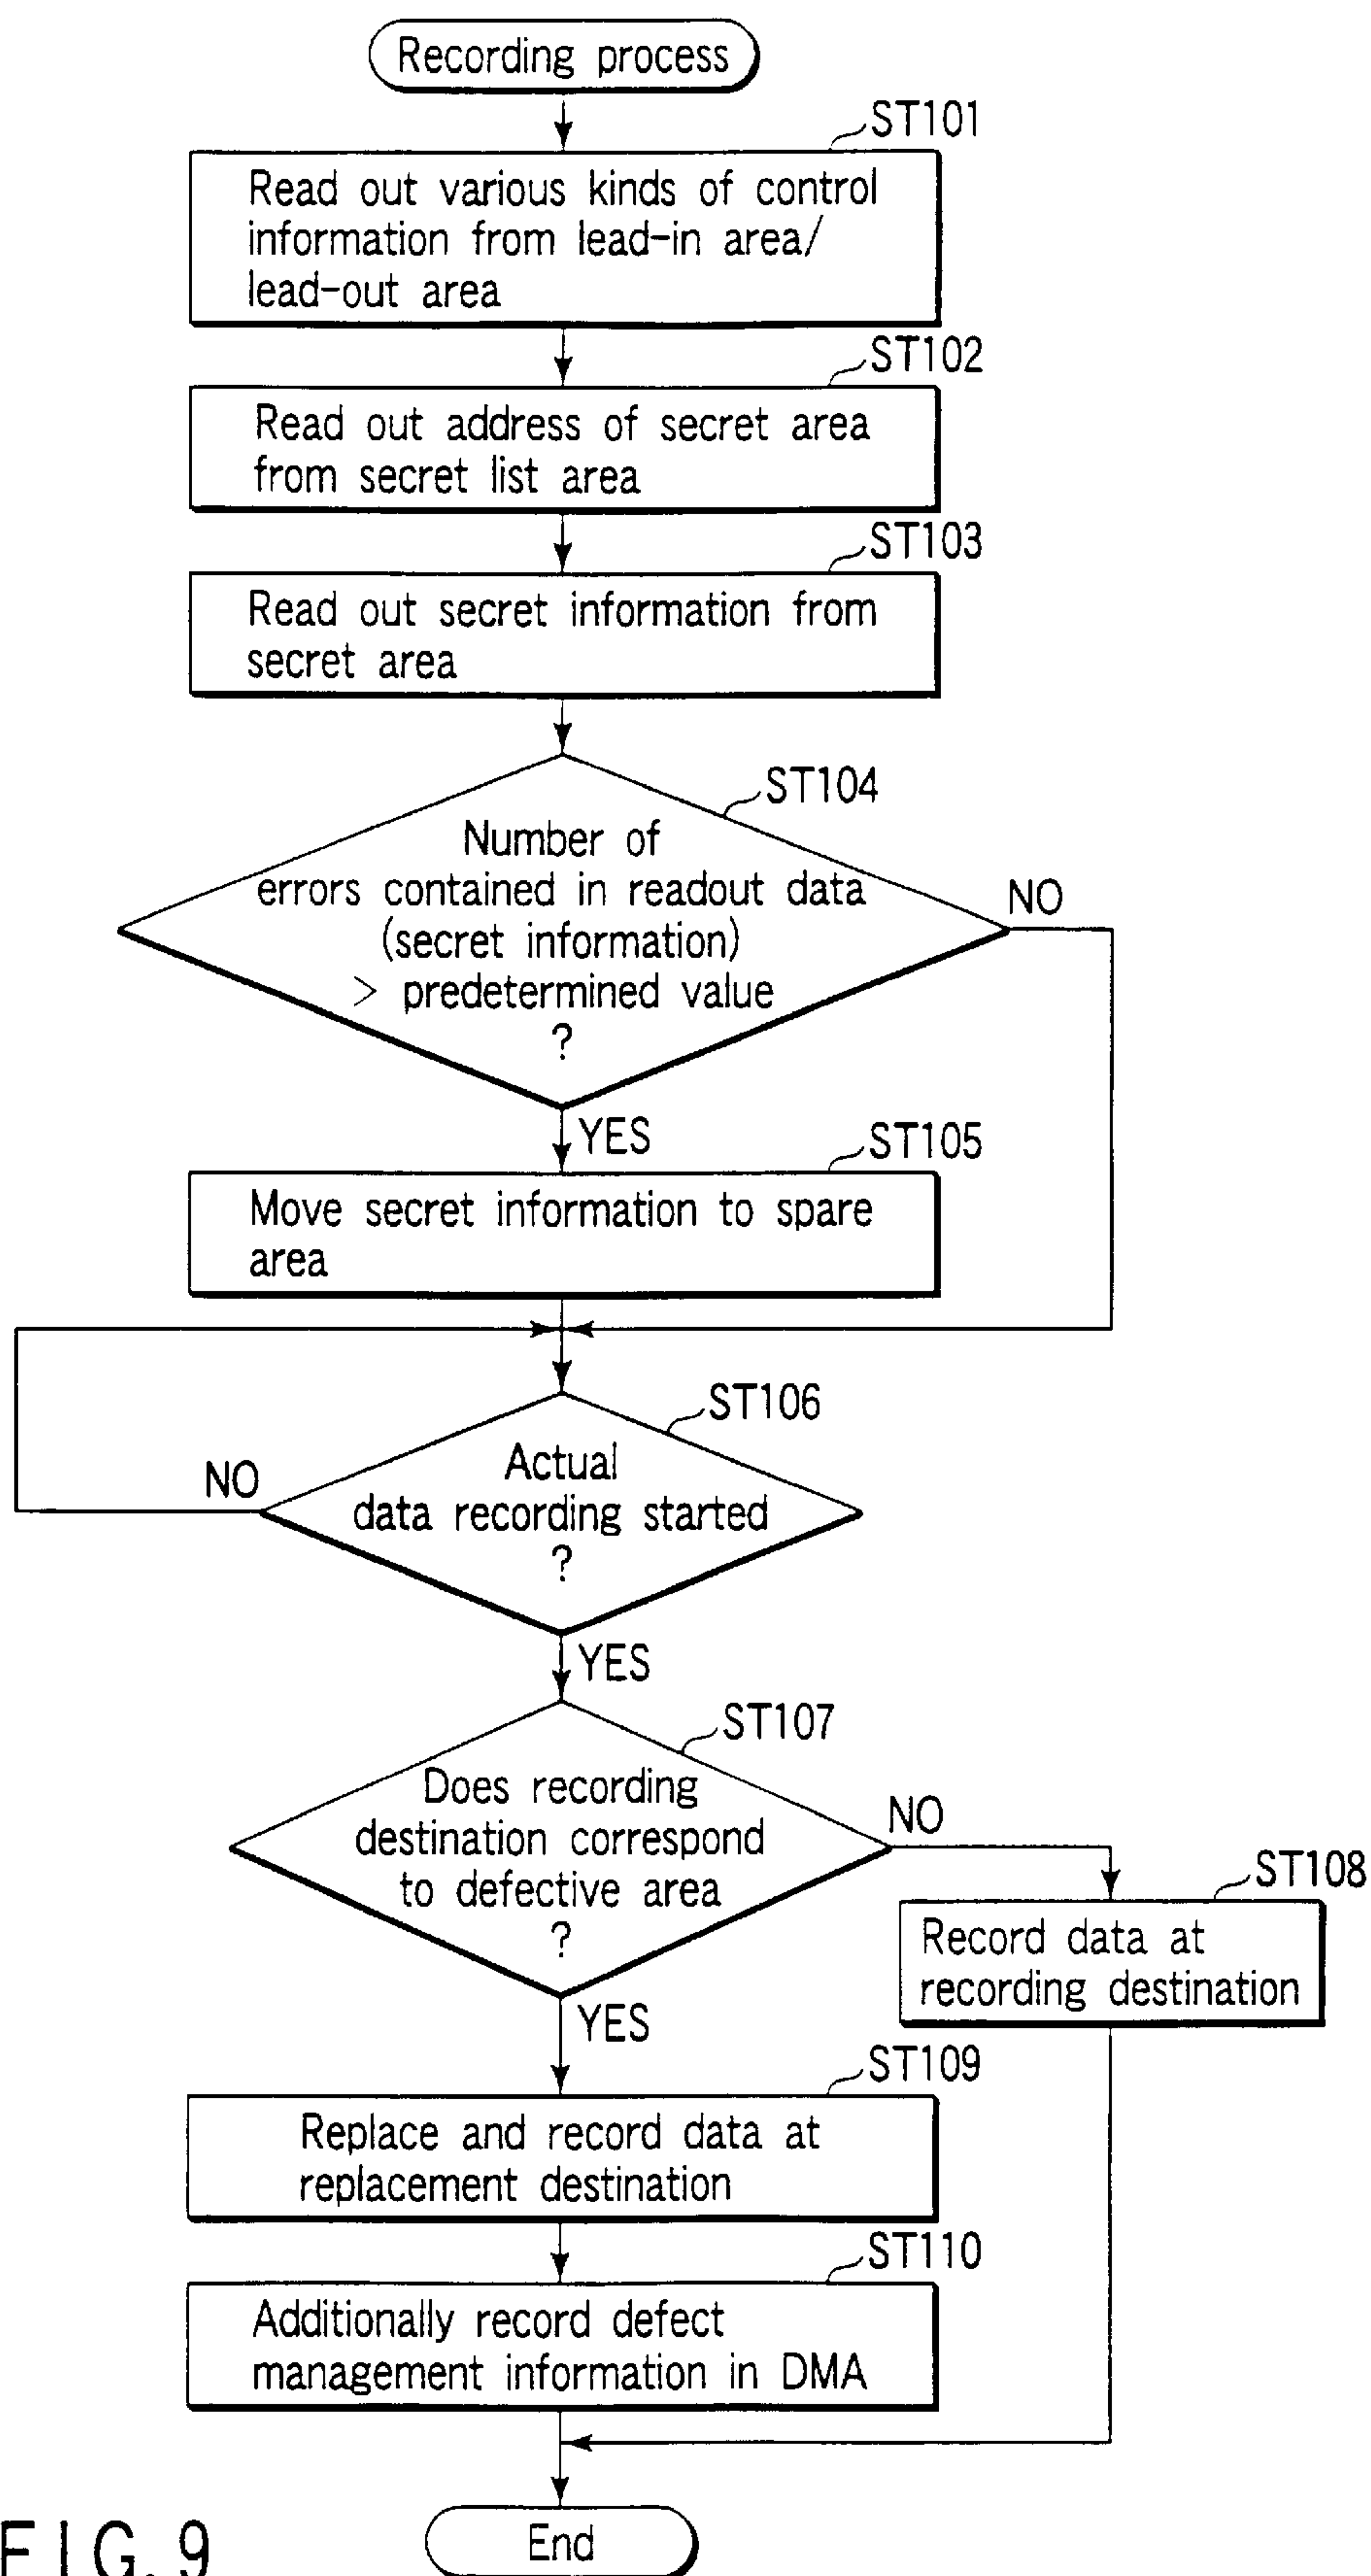 Recording process
ST101
Read out various kinds of control
information from lead-in area/
lead-out area
ST102
Read out address of secret area
from secret list area
ST103
Read out secret information from
secret area
ST104
Number of
errors contained in readout data
(secret information)
> predetermined value
?
NO
YES
ST105
Move secret information to spare
area
ST106
Actual
data recording started
?
NO
YES
ST107
Does recording
destination correspond
to defective area
?
NO
ST108
Record data at
recording destination
YES
ST109
Replace and record data at
replacement destination
ST110
Additionally record defect
management information in DMA
End
FIG. 9